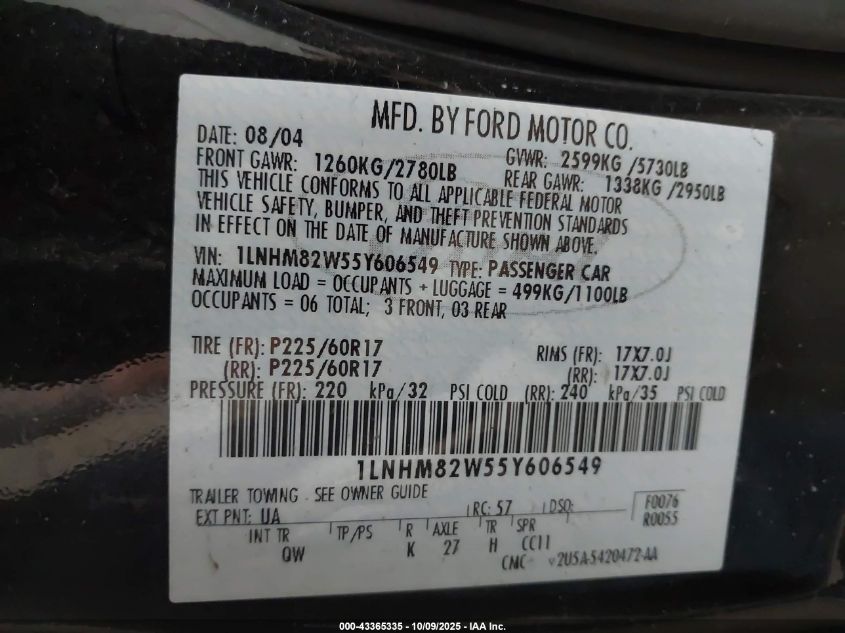 MFD. BY FORD MOTOR CO.
DATE: 08/04 GVWR: 2599KG /5730LB
FRONT GAWR: 1260KG/2780LB REAR GAWR: 1338KG /2950LB
THIS VEHICLE CONFORMS TO ALL APPLICABLE FEDERAL MOTOR
VEHICLE SAFETY, BUMPER, AND THEFT PREVENTION STANDARDS
IN EFFECT ON THE DATE OF MANUFACTURE SHOWN ABOVE.
VIN: 1LNHM82W55Y606549 TYPE: PASSENGER CAR
MAXIMUM LOAD = OCCUPANTS + LUGGAGE = 499KG/1100LB
OCCUPANTS = 06 TOTAL; 3 FRONT, 03 REAR
TIRE (FR): P225/60R17 RIMS (FR): 17X7.0J
(RR): P225/60R17 (RR): 17X7.0J
PRESSURE (FR): 220 kPa/32 PSI COLD (RR): 240 kPa/35 PSI COLD
1LNHM82W55Y606549
TRAILER TOWING - SEE OWNER GUIDE
EXT PNT: UA RC: 57 DSO: F0076
R0055
INT TR TP/PS R AXLE TR SPR
QW K 27 H CC11
CMC v2U5A-5420472-AA
000-43365335 - 10/09/2025 - IAA Inc.